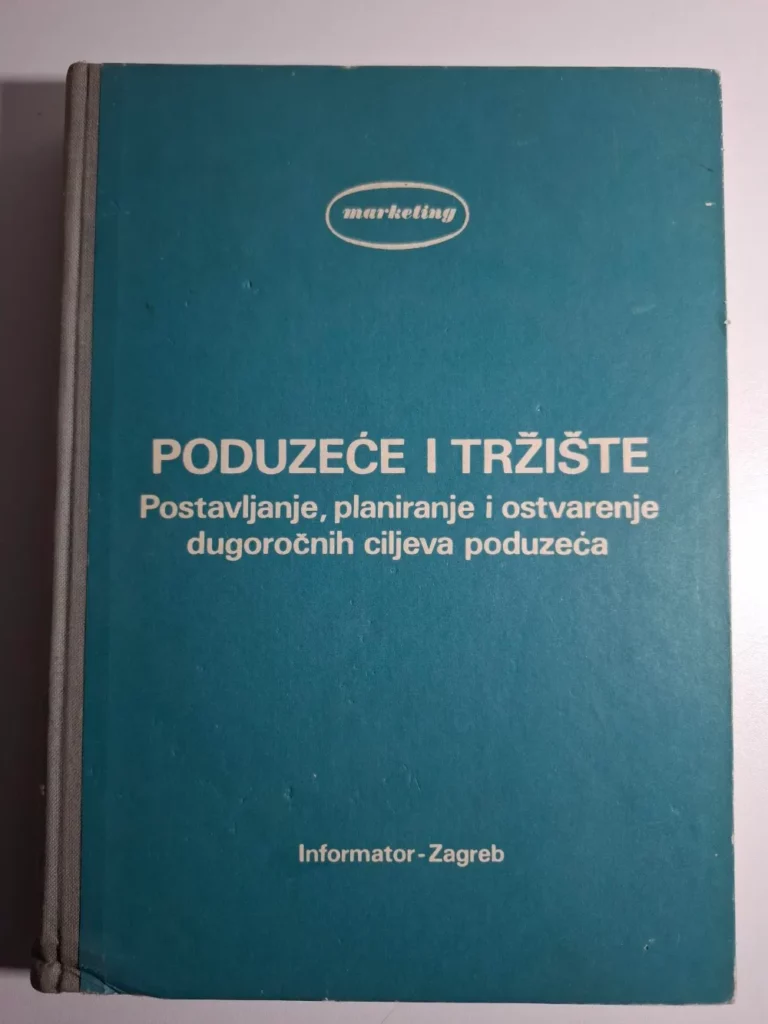 marketing
PODUZEĆE I TRŽIŠTE
Postavljanje, planiranje i ostvarenje
dugoročnih ciljeva poduzeća
Informator - Zagreb